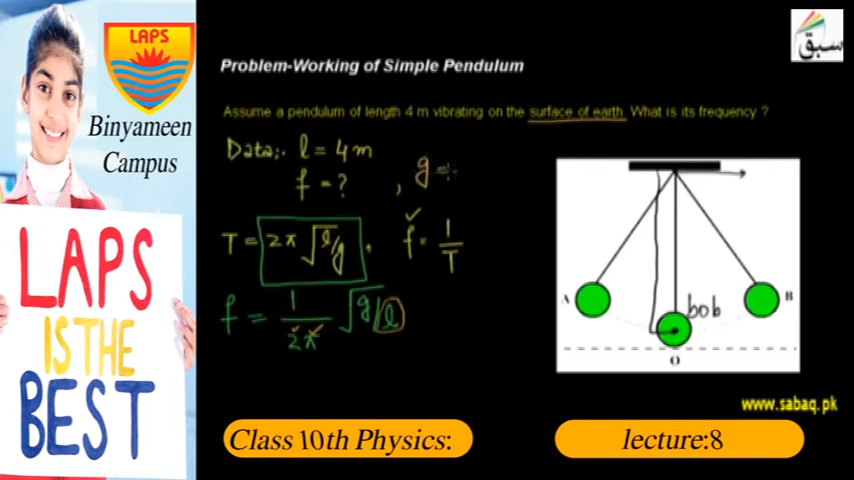 LAPS
Binyameen
Campus
LAPS
IS THE
BEST
سبق
Problem-Working of Simple Pendulum
Assume a pendulum of length 4 m vibrating on the surface of earth. What is its frequency ?
Data:. l = 4m
f = ? , g =
T = 2π √l/g , f = 1/T
f = 1/2π √g/l
A
B
bob
O
www.sabaq.pk
Class 10th Physics:
lecture:8